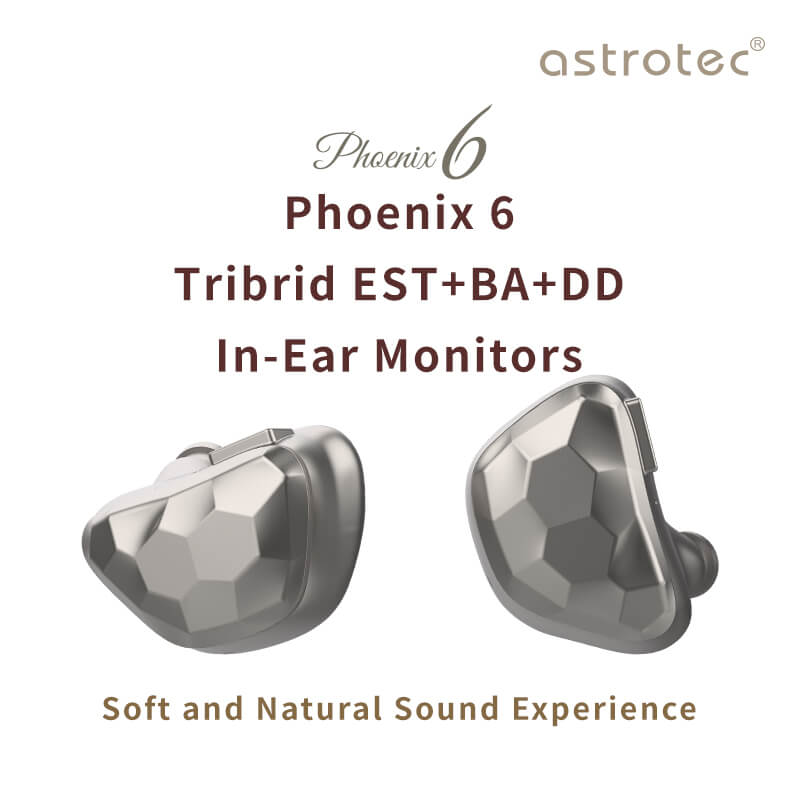 astrotec®
Phoenix 6
Phoenix 6
Tribrid EST+BA+DD
In-Ear Monitors
Soft and Natural Sound Experience